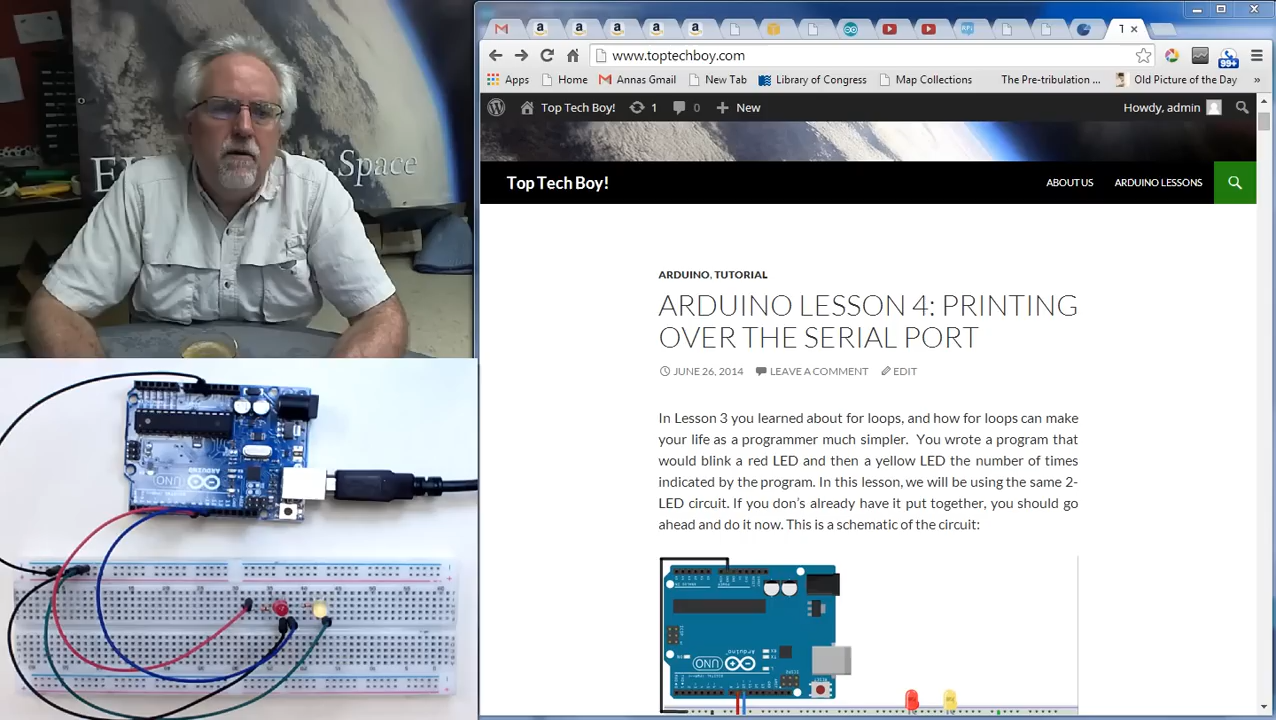 Space
www.toptechboy.com
Apps
Home
Annas Gmail
New Tab
Library of Congress
Map Collections
The Pre-tribulation ...
Old Picture of the Day
»
99+
Top Tech Boy!
1
0
New
Howdy, admin
Top Tech Boy!
ABOUT US
ARDUINO LESSONS
ARDUINO, TUTORIAL
ARDUINO LESSON 4: PRINTING
OVER THE SERIAL PORT
JUNE 26, 2014
LEAVE A COMMENT
EDIT
In Lesson 3 you learned about for loops, and how for loops can make
your life as a programmer much simpler. You wrote a program that
would blink a red LED and then a yellow LED the number of times
indicated by the program. In this lesson, we will be using the same 2-
LED circuit. If you don's already have it put together, you should go
ahead and do it now. This is a schematic of the circuit:
UNO
ARDUINO
UNO